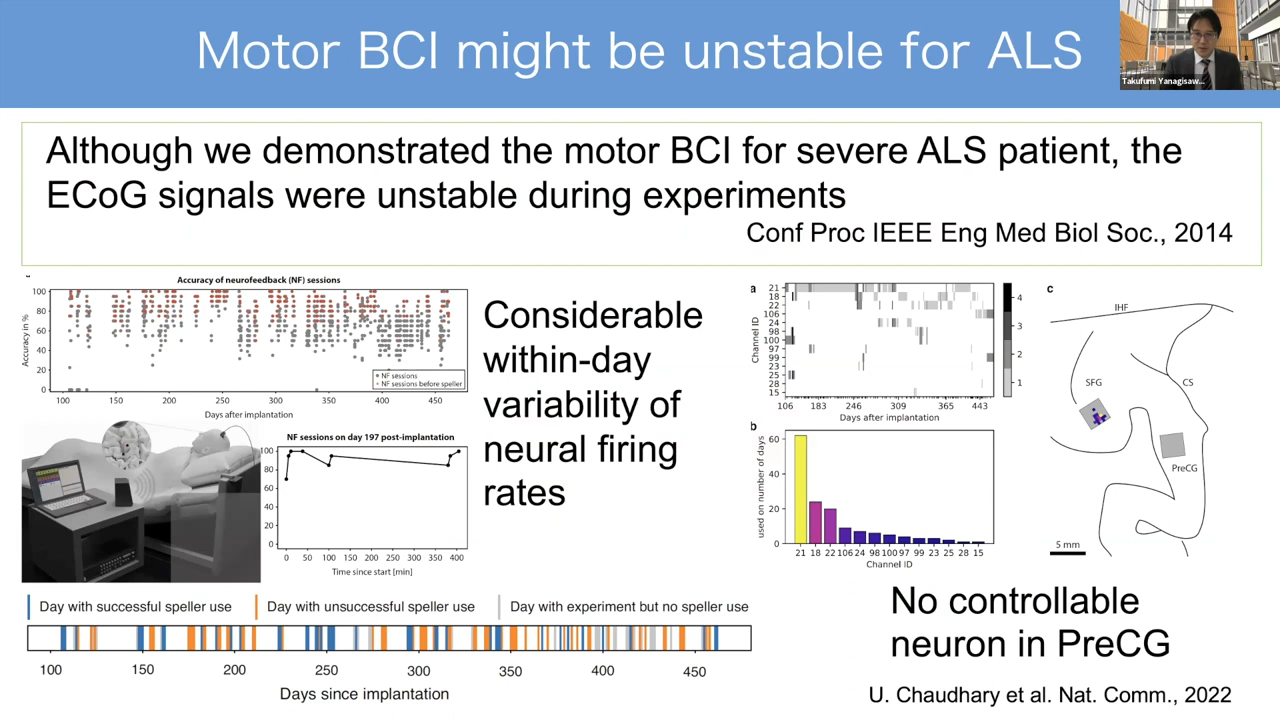 Motor BCI might be unstable for ALS
Takufumi Yanagisaw...
Although we demonstrated the motor BCI for severe ALS patient, the
ECoG signals were unstable during experiments
Conf Proc IEEE Eng Med Biol Soc., 2014
Accuracy of neurofeedback (NF) sessions
Accuracy in %
100
80
60
40
20
0
NF sessions
NF sessions before speller
100 150 200 250 300 350 400 450
Days after implantation
NF sessions on day 197 post-implantation
100
80
60
40
20
0
0 50 100 150 200 250 300 350 400
Time since start [min]
Considerable
within-day
variability of
neural firing
rates
a
Channel ID
21
18
22
106
24
98
100
97
99
23
25
28
15
106 183 246 309 365 443
Days after implantation
4
3
2
1
b
used on number of days
60
40
20
0
21 18 22 106 24 98 100 97 99 23 25 28 15
Channel ID
c
IHF
SFG
CS
PreCG
5 mm
Day with successful speller use
Day with unsuccessful speller use
Day with experiment but no speller use
100 150 200 250 300 350 400 450
Days since implantation
No controllable
neuron in PreCG
U. Chaudhary et al. Nat. Comm., 2022